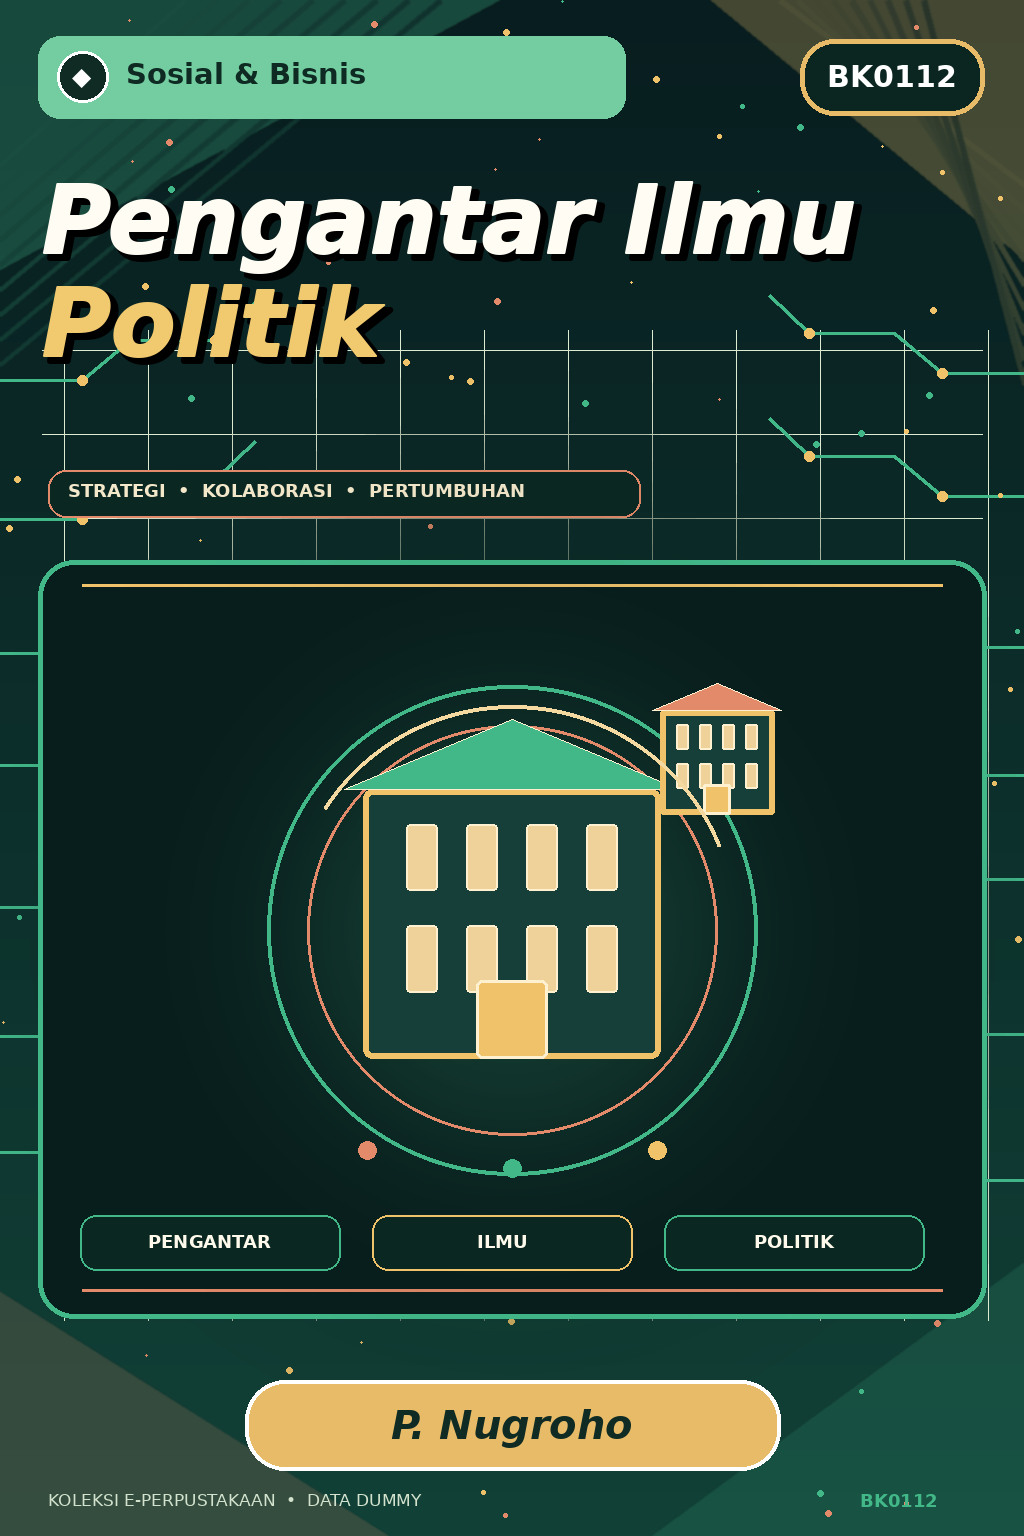 Sosial & Bisnis
BK0112
Pengantar Ilmu
Politik
STRATEGI • KOLABORASI • PERTUMBUHAN
PENGANTAR
ILMU
POLITIK
P. Nugroho
KOLEKSI E-PERPUSTAKAAN • DATA DUMMY
BK0112